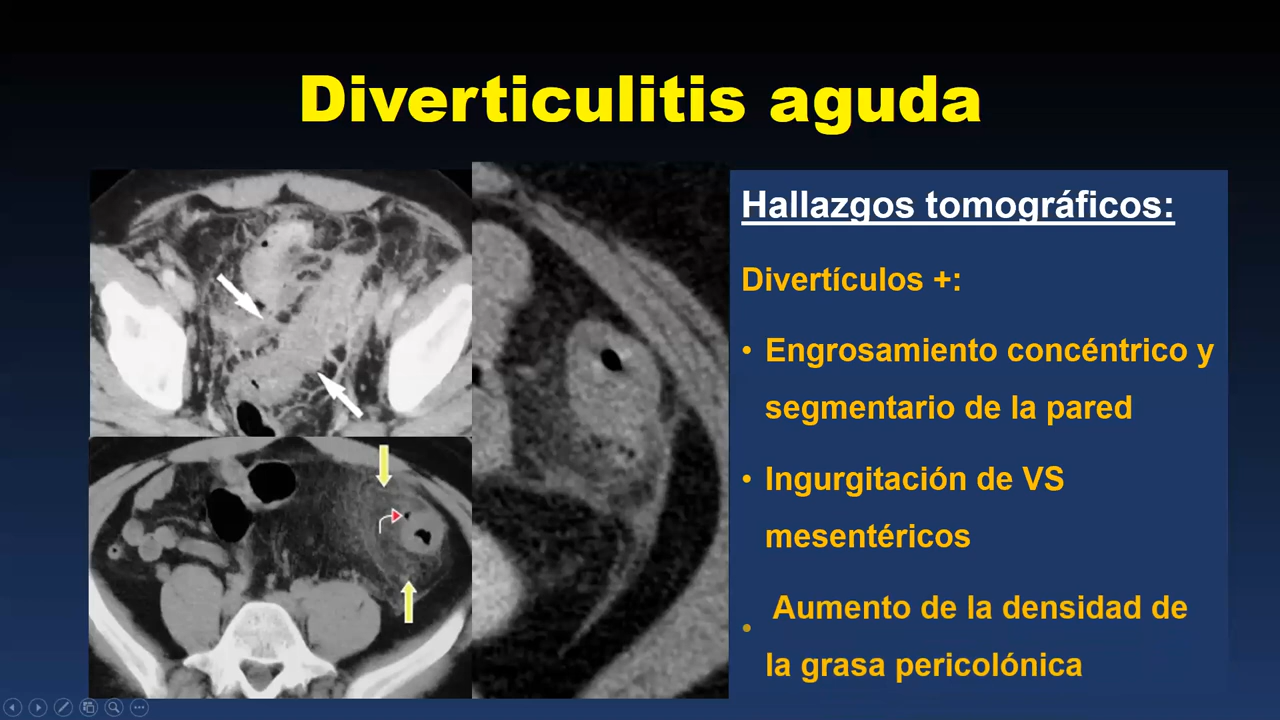 Diverticulitis aguda
Hallazgos tomográficos:
Divertículos +:
• Engrosamiento concéntrico y
segmentario de la pared
• Ingurgitación de VS
mesentéricos
• Aumento de la densidad de
la grasa pericolónica